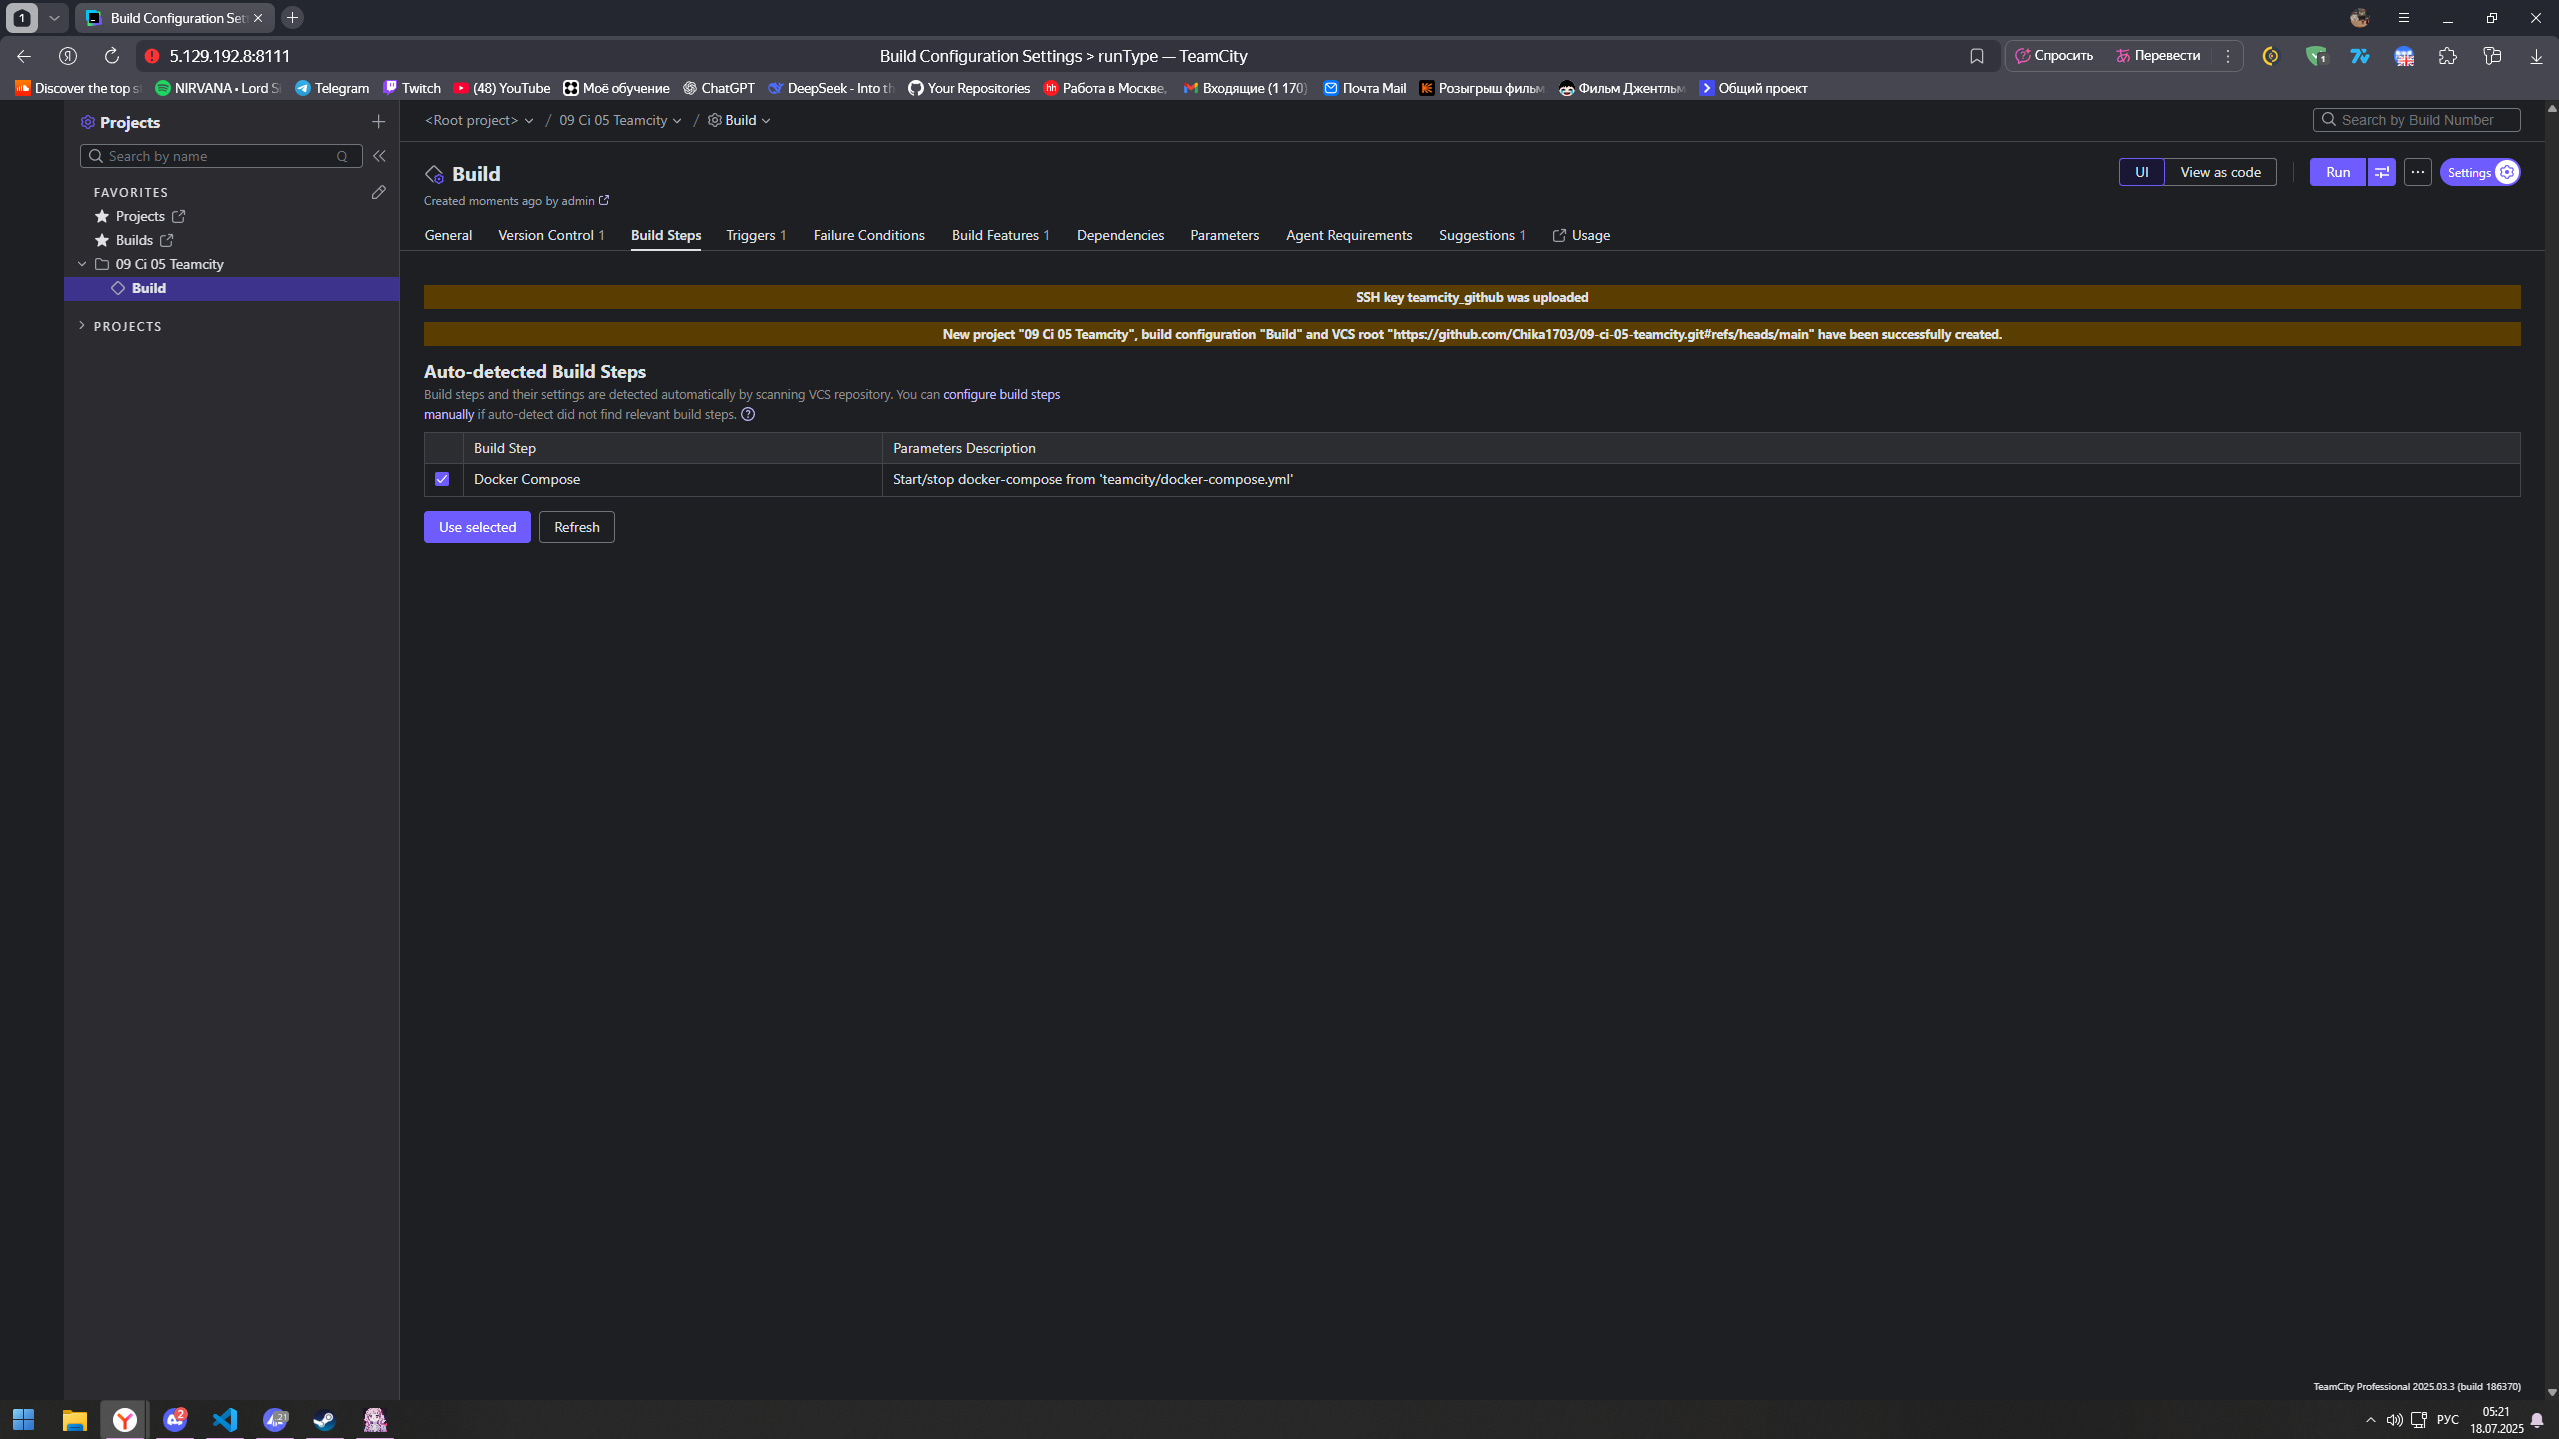 1
Build Configuration Set
5.129.192.8:8111
Build Configuration Settings > runType — TeamCity
Спросить
Перевести
1
Discover the top s
NIRVANA • Lord Si
Telegram
Twitch
(48) YouTube
Моё обучение
ChatGPT
DeepSeek - Into th
Your Repositories
Работа в Москве,
Входящие (1 170)
Почта Mail
Розыгрыш фильм
Фильм Джентльм
Общий проект
Projects
Search by name
Q
FAVORITES
Projects
Builds
09 Ci 05 Teamcity
Build
PROJECTS
<Root project> / 09 Ci 05 Teamcity / Build
Search by Build Number
Build
UI
View as code
Run
Settings
Created moments ago by admin
General
Version Control 1
Build Steps
Triggers 1
Failure Conditions
Build Features 1
Dependencies
Parameters
Agent Requirements
Suggestions 1
Usage
SSH key teamcity_github was uploaded
New project "09 Ci 05 Teamcity", build configuration "Build" and VCS root "https://github.com/Chika1703/09-ci-05-teamcity.git#refs/heads/main" have been successfully created.
Auto-detected Build Steps
Build steps and their settings are detected automatically by scanning VCS repository. You can configure build steps
manually if auto-detect did not find relevant build steps.
Build Step
Parameters Description
Docker Compose
Start/stop docker-compose from 'teamcity/docker-compose.yml'
Use selected
Refresh
TeamCity Professional 2025.03.3 (build 186370)
2
21
РУС
05:21
18.07.2025